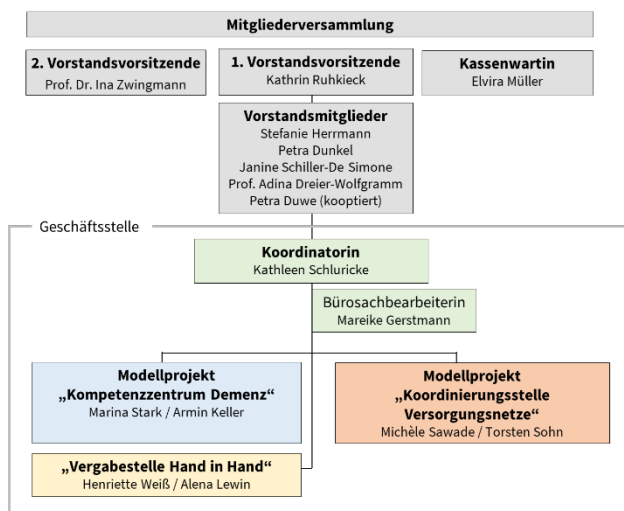 Mitgliederversammlung
2. Vorstandsvorsitzende
Prof. Dr. Ina Zwingmann
1. Vorstandsvorsitzende
Kathrin Ruhkieck
Kassenwartin
Elvira Müller
Vorstandsmitglieder
Stefanie Herrmann
Petra Dunkel
Janine Schiller-De Simone
Prof. Adina Dreier-Wolfgramm
Petra Duwe (kooptiert)
Geschäftsstelle
Koordinatorin
Kathleen Schluricke
Bürosachbearbeiterin
Mareike Gerstmann
Modellprojekt
„Kompetenzzentrum Demenz“
Marina Stark / Armin Keller
Modellprojekt
„Koordinierungsstelle
Versorgungsnetze“
Michèle Sawade / Torsten Sohn
„Vergabestelle Hand in Hand“
Henriette Weiß / Alena Lewin